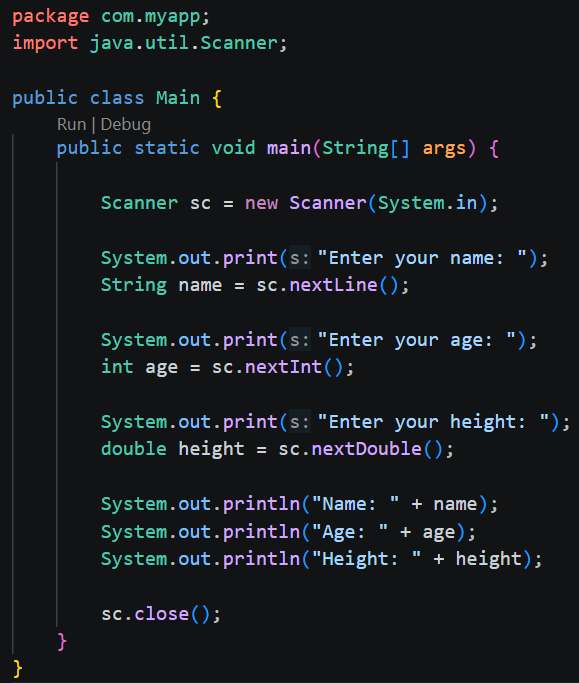 package com.myapp;
import java.util.Scanner;
public class Main {
Run | Debug
public static void main(String[] args) {
Scanner sc = new Scanner(System.in);
System.out.print(s: "Enter your name: ");
String name = sc.nextLine();
System.out.print(s: "Enter your age: ");
int age = sc.nextInt();
System.out.print(s: "Enter your height: ");
double height = sc.nextDouble();
System.out.println("Name: " + name);
System.out.println("Age: " + age);
System.out.println("Height: " + height);
sc.close();
}
}